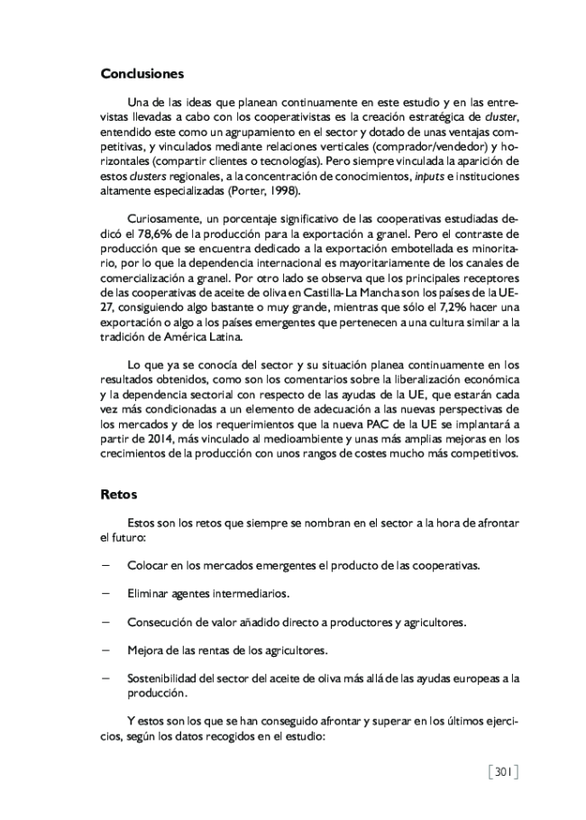 Conclusiones
Una de las ideas que planean continuamente en este estudio y en las entre-
vistas llevadas a cabo con los cooperativistas es la creación estratégica de cluster,
entendido este como un agrupamiento en el sector y dotado de unas ventajas com-
petitivas, y vinculados mediante relaciones verticales (comprador/vendedor) y ho-
rizontales (compartir clientes o tecnologías). Pero siempre vinculada la aparición de
estos clusters regionales, a la concentración de conocimientos, inputs e instituciones
altamente especializadas (Porter, 1998).
Curiosamente, un porcentaje significativo de las cooperativas estudiadas de-
dicó el 78,6% de la producción para la exportación a granel. Pero el contraste de
producción que se encuentra dedicado a la exportación embotellada es minorita-
rio, por lo que la dependencia internacional es mayoritariamente de los canales de
comercialización a granel. Por otro lado se observa que los principales receptores
de las cooperativas de aceite de oliva en Castilla-La Mancha son los países de la UE-
27, consiguiendo algo bastante o muy grande, mientras que sólo el 7,2% hacer una
exportación o algo a los países emergentes que pertenecen a una cultura similar a la
tradición de América Latina.
Lo que ya se conocía del sector y su situación planea continuamente en los
resultados obtenidos, como son los comentarios sobre la liberalización económica
y la dependencia sectorial con respecto de las ayudas de la UE, que estarán cada
vez más condicionadas a un elemento de adecuación a las nuevas perspectivas de
los mercados y de los requerimientos que la nueva PAC de la UE se implantará a
partir de 2014, más vinculado al medioambiente y unas más amplias mejoras en los
crecimientos de la producción con unos rangos de costes mucho más competitivos.
Retos
Estos son los retos que siempre se nombran en el sector a la hora de afrontar
el futuro:
– Colocar en los mercados emergentes el producto de las cooperativas.
– Eliminar agentes intermediarios.
– Consecución de valor añadido directo a productores y agricultores.
– Mejora de las rentas de los agricultores.
– Sostenibilidad del sector del aceite de oliva más allá de las ayudas europeas a la
producción.
Y estos son los que se han conseguido afrontar y superar en los últimos ejerci-
cios, según los datos recogidos en el estudio:
[301]